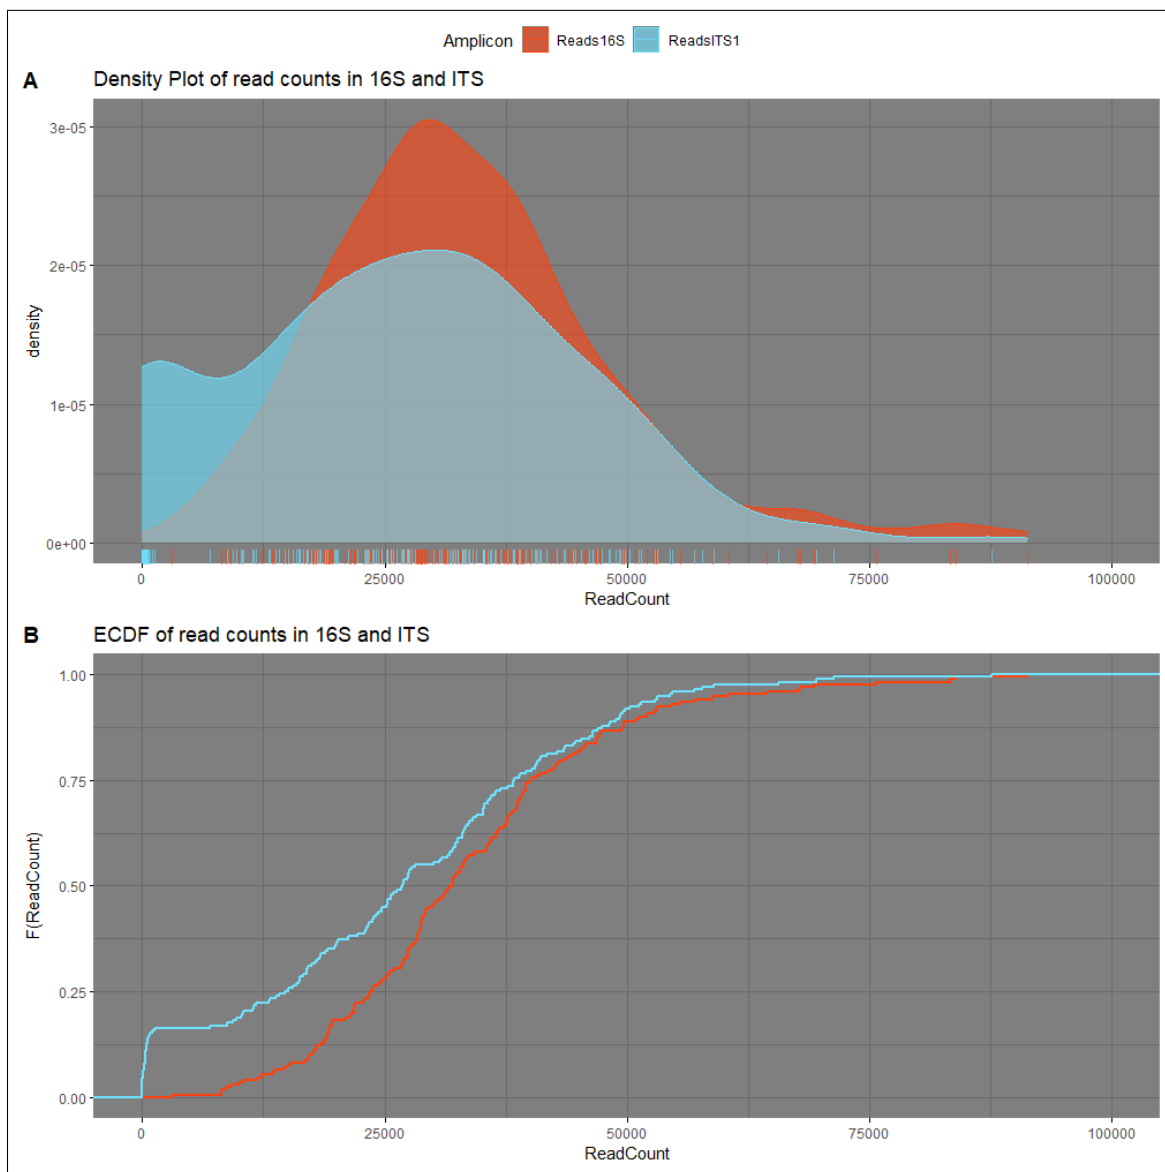 Amplicon Reads16S ReadsITS1
A Density Plot of read counts in 16S and ITS
3e-05
2e-05
1e-05
0e+00
density
0 25000 50000 75000 100000
ReadCount
B ECDF of read counts in 16S and ITS
1.00
0.75
0.50
0.25
0.00
F(ReadCount)
0 25000 50000 75000 100000
ReadCount